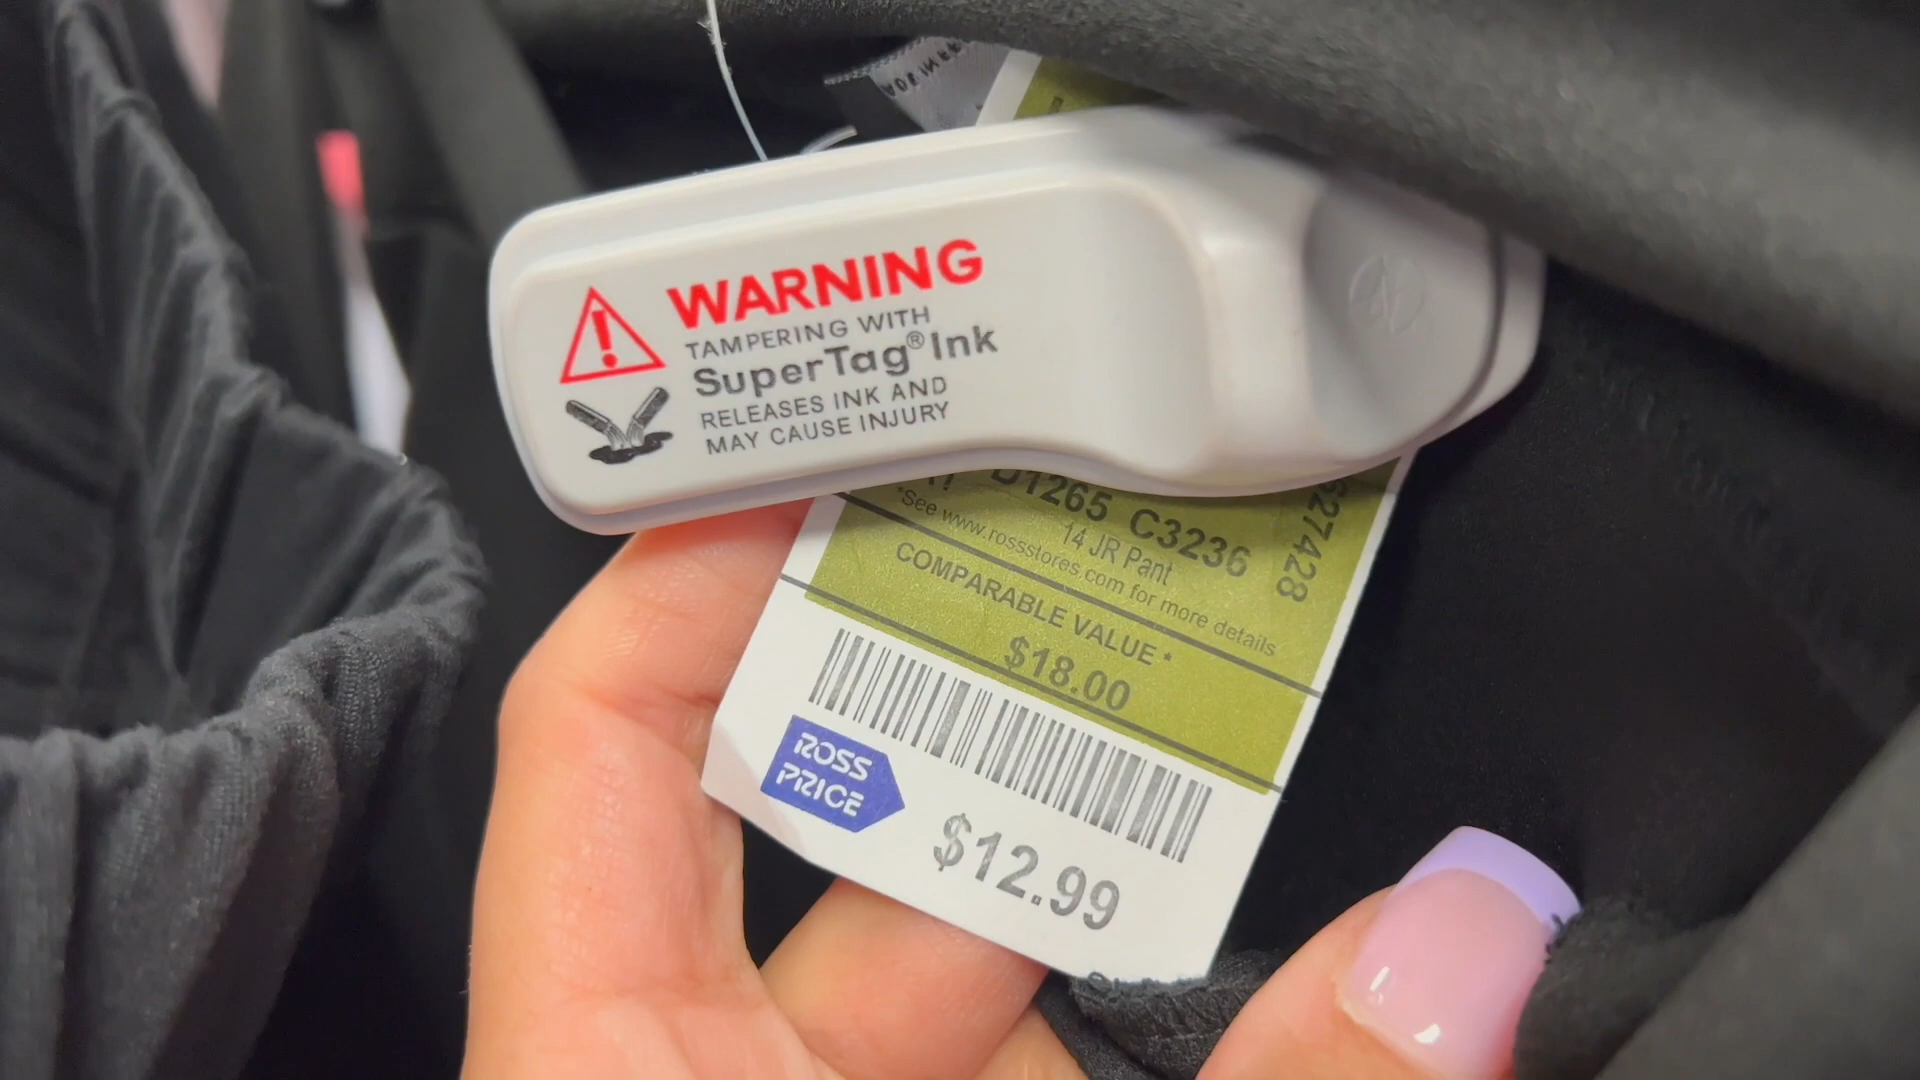 WARNING
TAMPERING WITH
SuperTag® Ink
RELEASES INK AND
MAY CAUSE INJURY
D1265 C3236
14 JR Pant
*See www.rossstores.com for more details
COMPARABLE VALUE *
$18.00
627428
ROSS
PRICE
$12.99